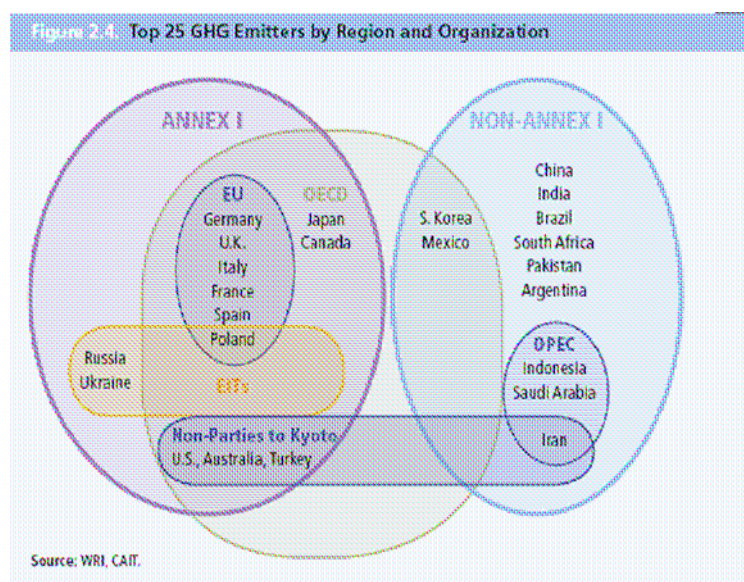 Figure 2.4. Top 25 GHG Emitters by Region and Organization
ANNEX I
NON-ANNEX I
EU
Germany
U.K.
Italy
France
Spain
Poland
OECD
Japan
Canada
S. Korea
Mexico
China
India
Brazil
South Africa
Pakistan
Argentina
Russia
Ukraine
EITs
OPEC
Indonesia
Saudi Arabia
Iran
Non-Parties to Kyoto
U.S., Australia, Turkey
Source: WRI, CAIT.